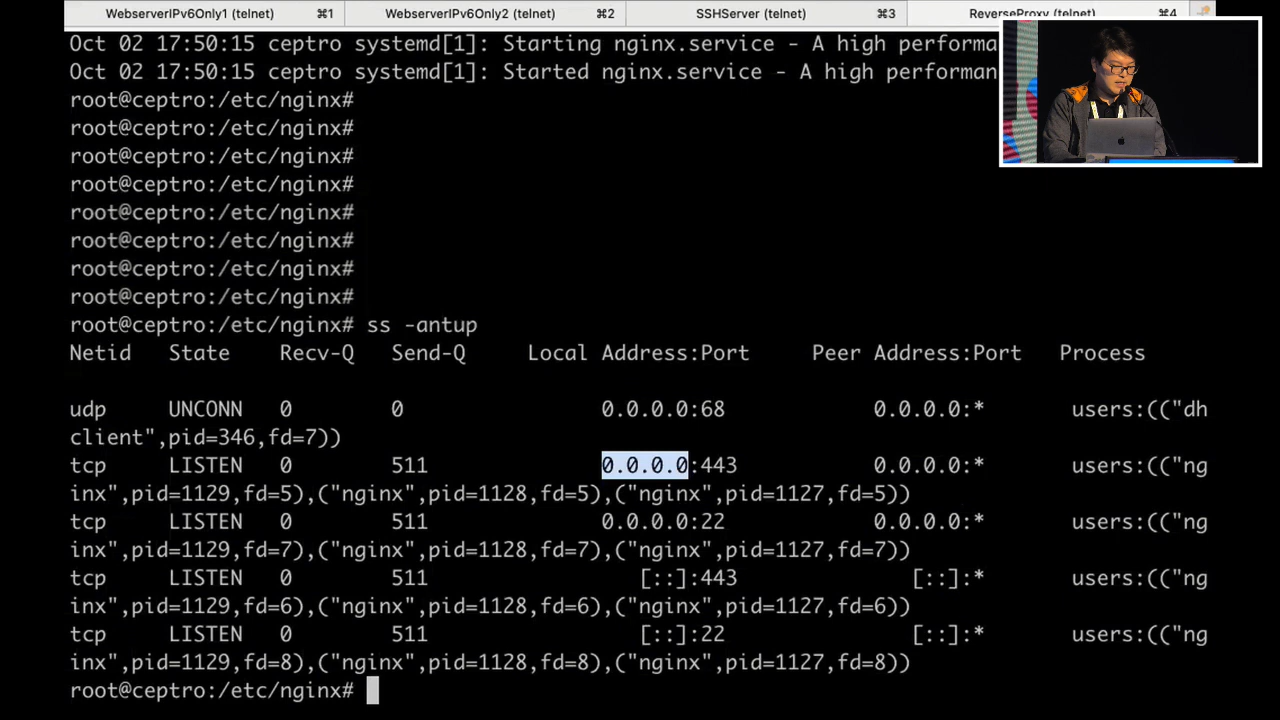 WebserverIPv6Only1 (telnet) ⌘1 WebserverIPv6Only2 (telnet) ⌘2 SSHServer (telnet) ⌘3 ReverseProxy (telnet) ⌘4
Oct 02 17:50:15 ceptro systemd[1]: Starting nginx.service - A high performa
Oct 02 17:50:15 ceptro systemd[1]: Started nginx.service - A high performan
root@ceptro:/etc/nginx#
root@ceptro:/etc/nginx#
root@ceptro:/etc/nginx#
root@ceptro:/etc/nginx#
root@ceptro:/etc/nginx#
root@ceptro:/etc/nginx#
root@ceptro:/etc/nginx#
root@ceptro:/etc/nginx#
root@ceptro:/etc/nginx# ss -antup
Netid State Recv-Q Send-Q Local Address:Port Peer Address:Port Process
udp UNCONN 0 0 0.0.0.0:68 0.0.0.0:* users:(("dh
client",pid=346,fd=7))
tcp LISTEN 0 511 0.0.0.0:443 0.0.0.0:* users:(("ng
inx",pid=1129,fd=5),("nginx",pid=1128,fd=5),("nginx",pid=1127,fd=5))
tcp LISTEN 0 511 0.0.0.0:22 0.0.0.0:* users:(("ng
inx",pid=1129,fd=7),("nginx",pid=1128,fd=7),("nginx",pid=1127,fd=7))
tcp LISTEN 0 511 [::]:443 [::]:* users:(("ng
inx",pid=1129,fd=6),("nginx",pid=1128,fd=6),("nginx",pid=1127,fd=6))
tcp LISTEN 0 511 [::]:22 [::]:* users:(("ng
inx",pid=1129,fd=8),("nginx",pid=1128,fd=8),("nginx",pid=1127,fd=8))
root@ceptro:/etc/nginx#